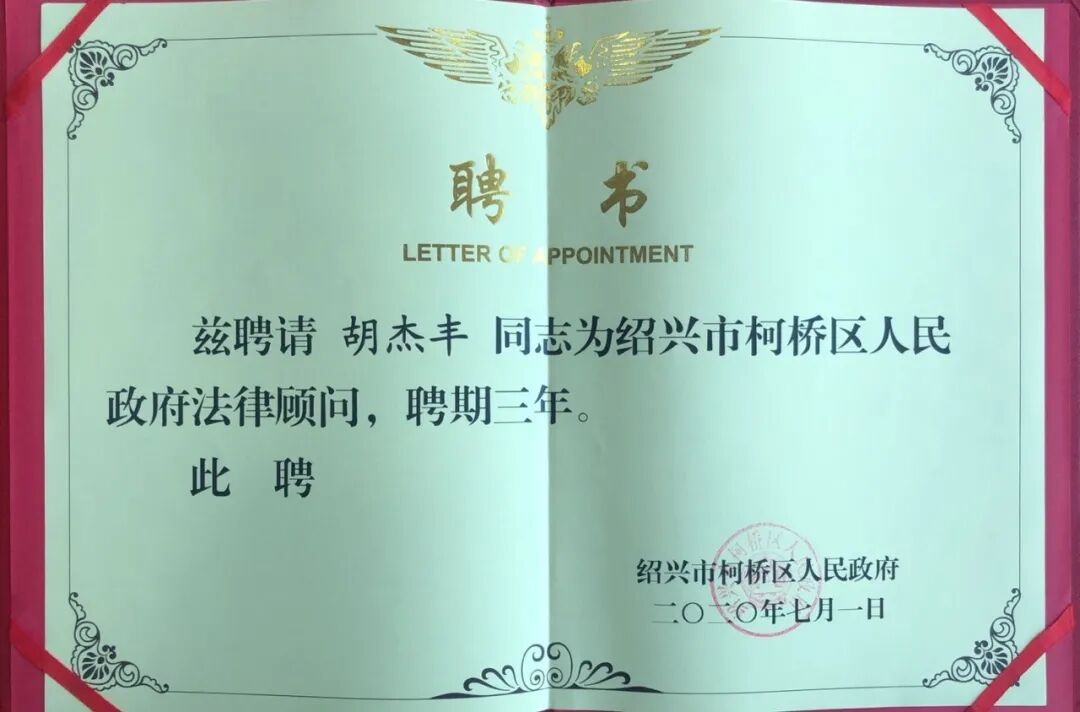 聘书
LETTER OF APPOINTMENT
兹聘请 胡杰丰 同志为绍兴市柯桥区人民
政府法律顾问，聘期三年。
此 聘
绍兴市柯桥区人民政府
二〇二〇年七月一日